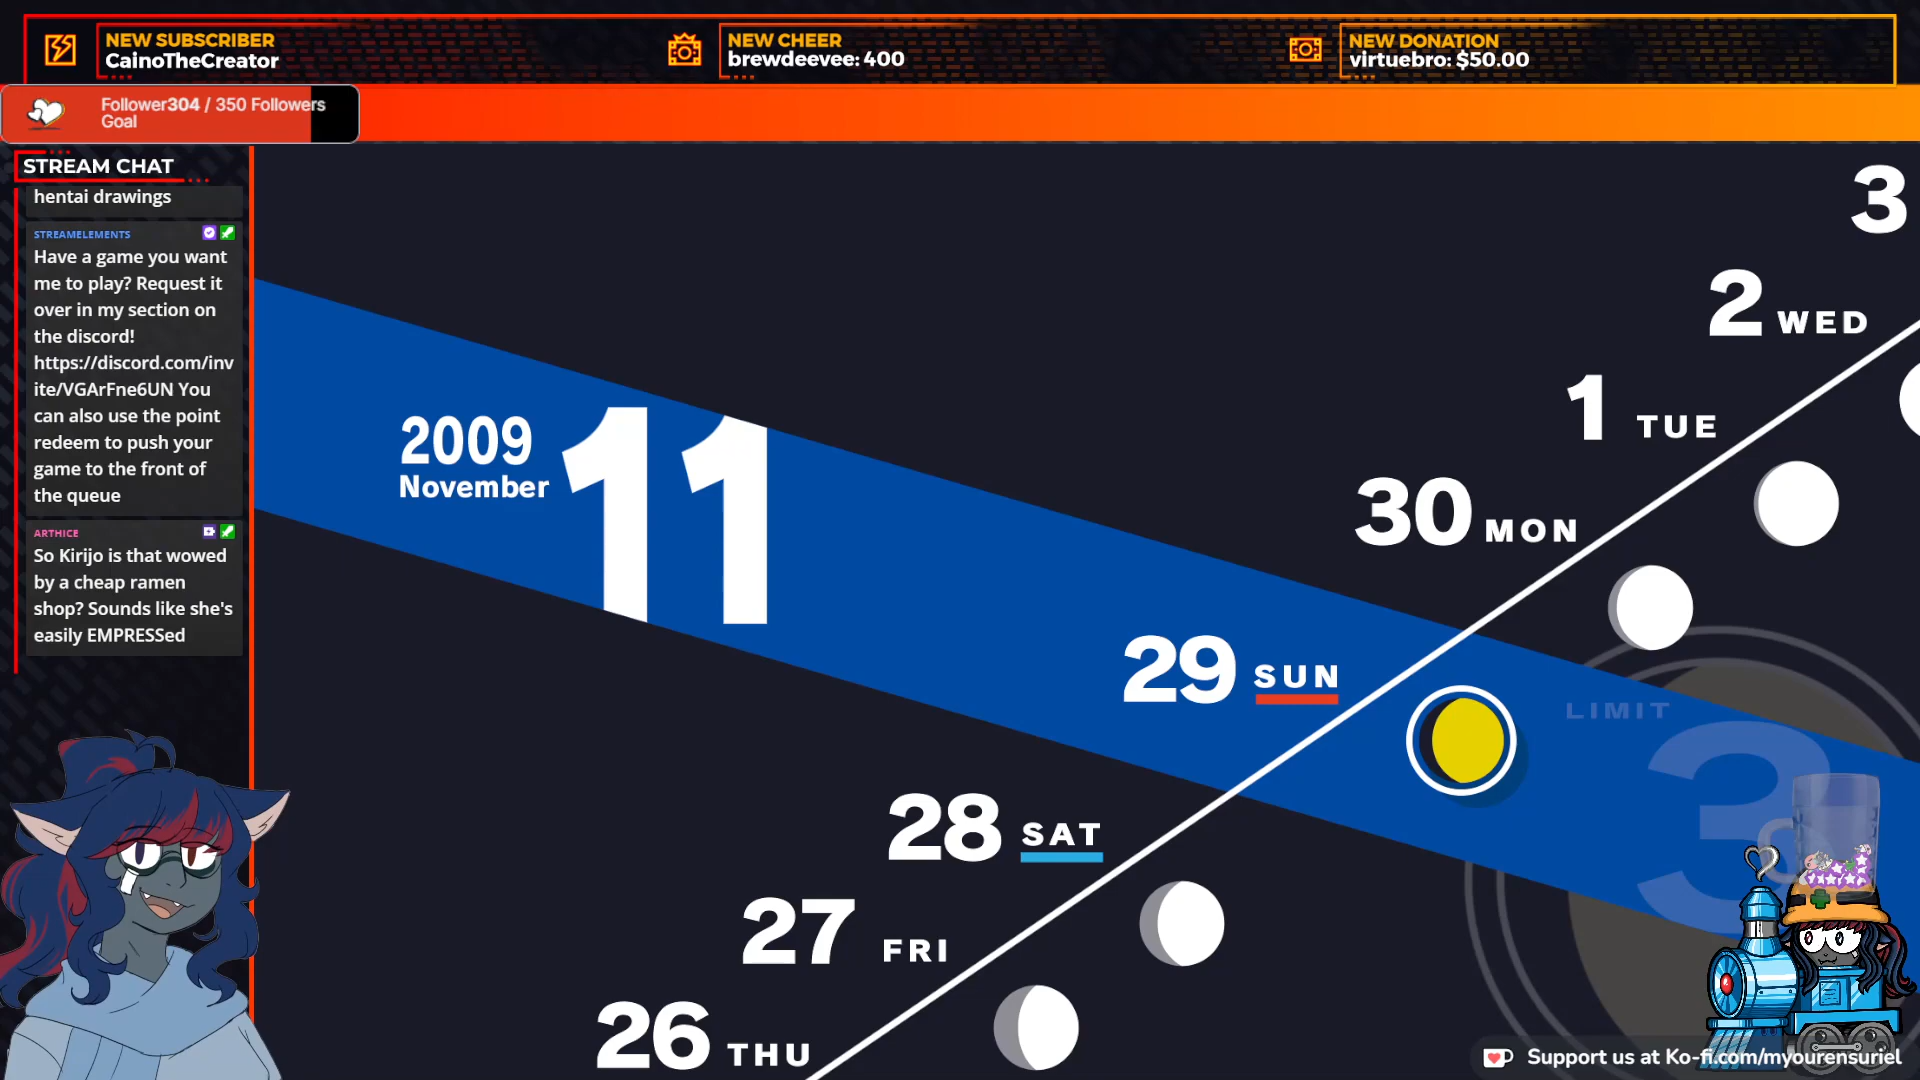 NEW SUBSCRIBER
CainoTheCreator
NEW CHEER
brewdeevee: 400
NEW DONATION
virtuebro: $50.00
Follower304 / 350 Followers
Goal
STREAM CHAT
hentai drawings
STREAMELEMENTS
Have a game you want
me to play? Request it
over in my section on
the discord!
https://discord.com/inv
ite/VGArFne6UN You
can also use the point
redeem to push your
game to the front of
the queue
ARTHICE
So Kirijo is that wowed
by a cheap ramen
shop? Sounds like she's
easily EMPRESSed
2009
November
11
3
2 WED
1 TUE
30 MON
29 SUN
28 SAT
27 FRI
26 THU
LIMIT
3
Support us at Ko-fi.com/myourensuriel